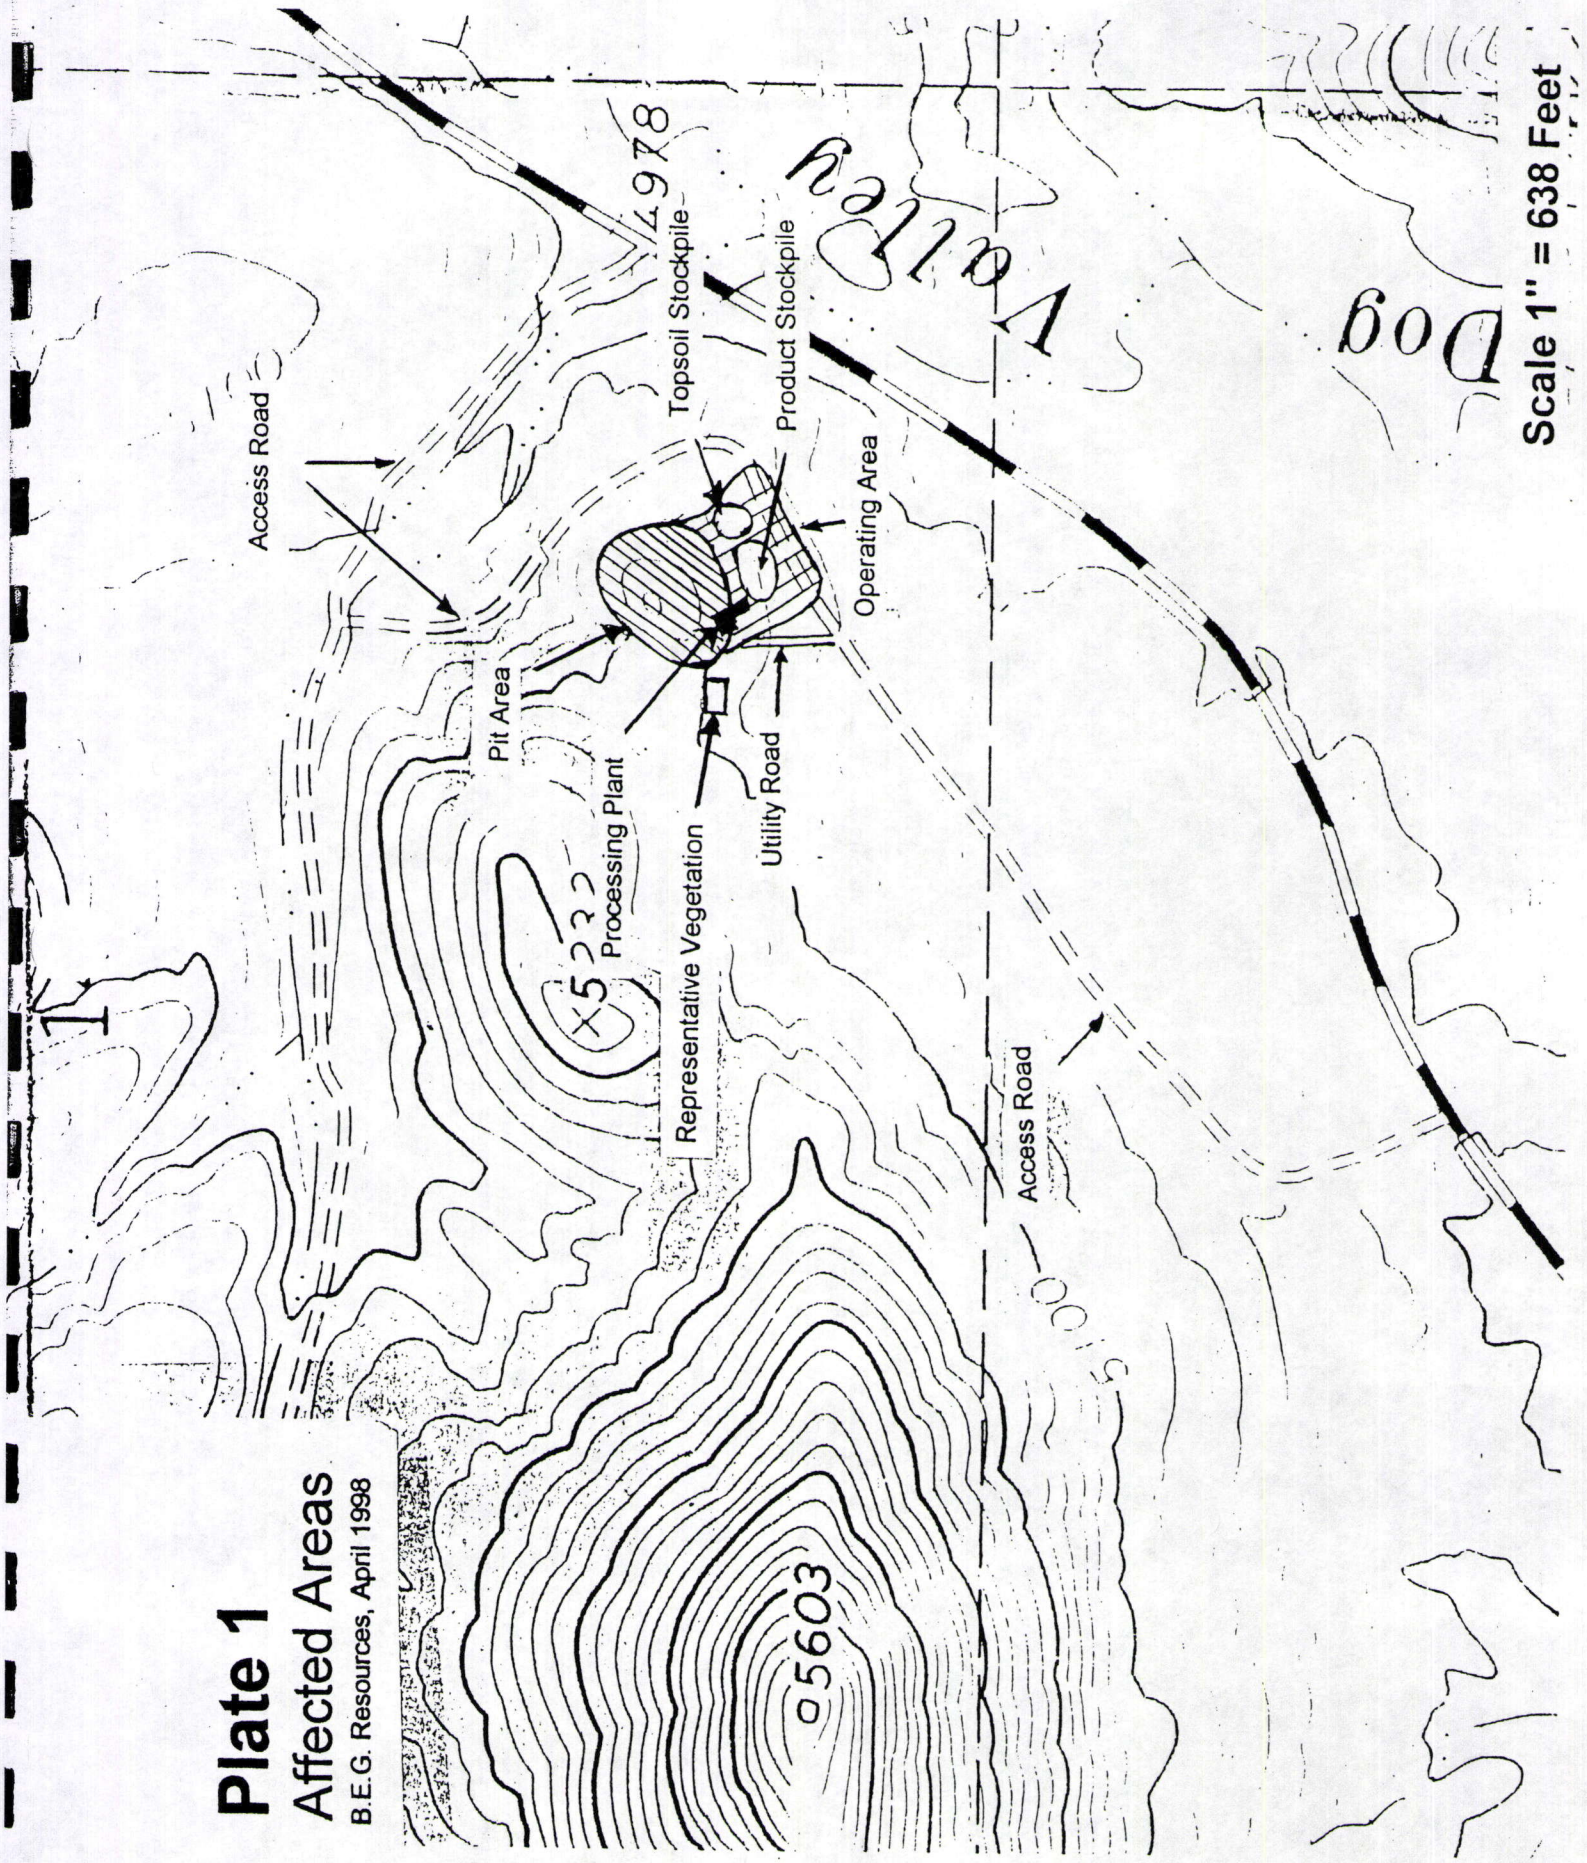 Plate 1
Affected Areas
B.E.G. Resources, April 1998
1
Access Road
Pit Area
Processing Plant
Representative Vegetation
Utility Road
Topsoil Stockpile
Product Stockpile
Operating Area
Access Road
4978
5603
5100
Dog
Valley
Scale 1" = 638 Feet